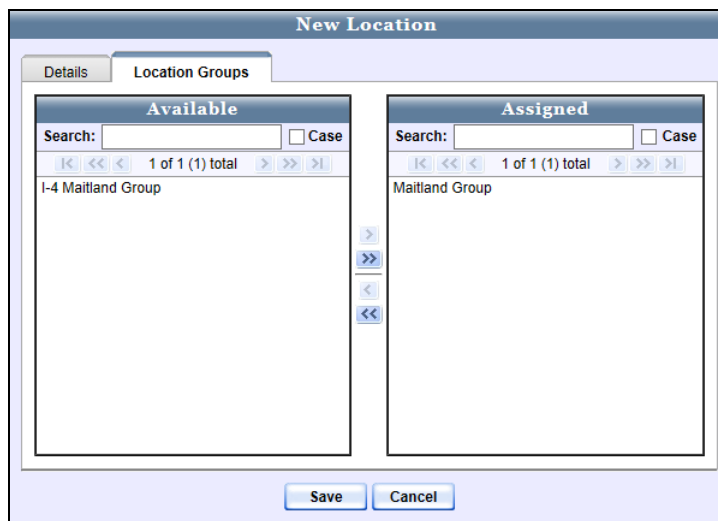 New Location
Details
Location Groups
Available
Search:
Case
|< << < 1 of 1 (1) total > >> >|
I-4 Maitland Group
>
>>
<
<<
Assigned
Search:
Case
|< << < 1 of 1 (1) total > >> >|
Maitland Group
Save
Cancel